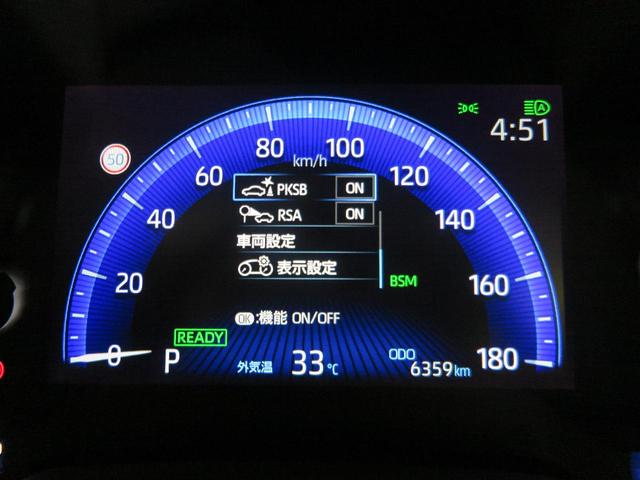 4:51
50
80
100
km/h
60
120
PKSB ON
RSA ON
40
140
車両設定
表示設定
20
BSM
160
OK:機能 ON/OFF
READY
0
P
外気温 33℃
ODO
6359km
180